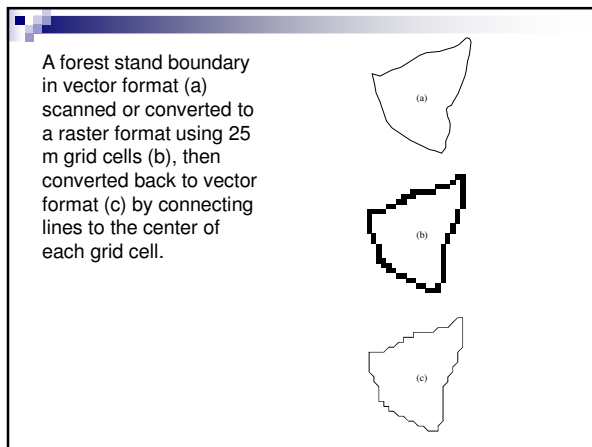 A forest stand boundary
in vector format (a)
scanned or converted to
a raster format using 25
m grid cells (b), then
converted back to vector
format (c) by connecting
lines to the center of
each grid cell.
(a)
(b)
(c)